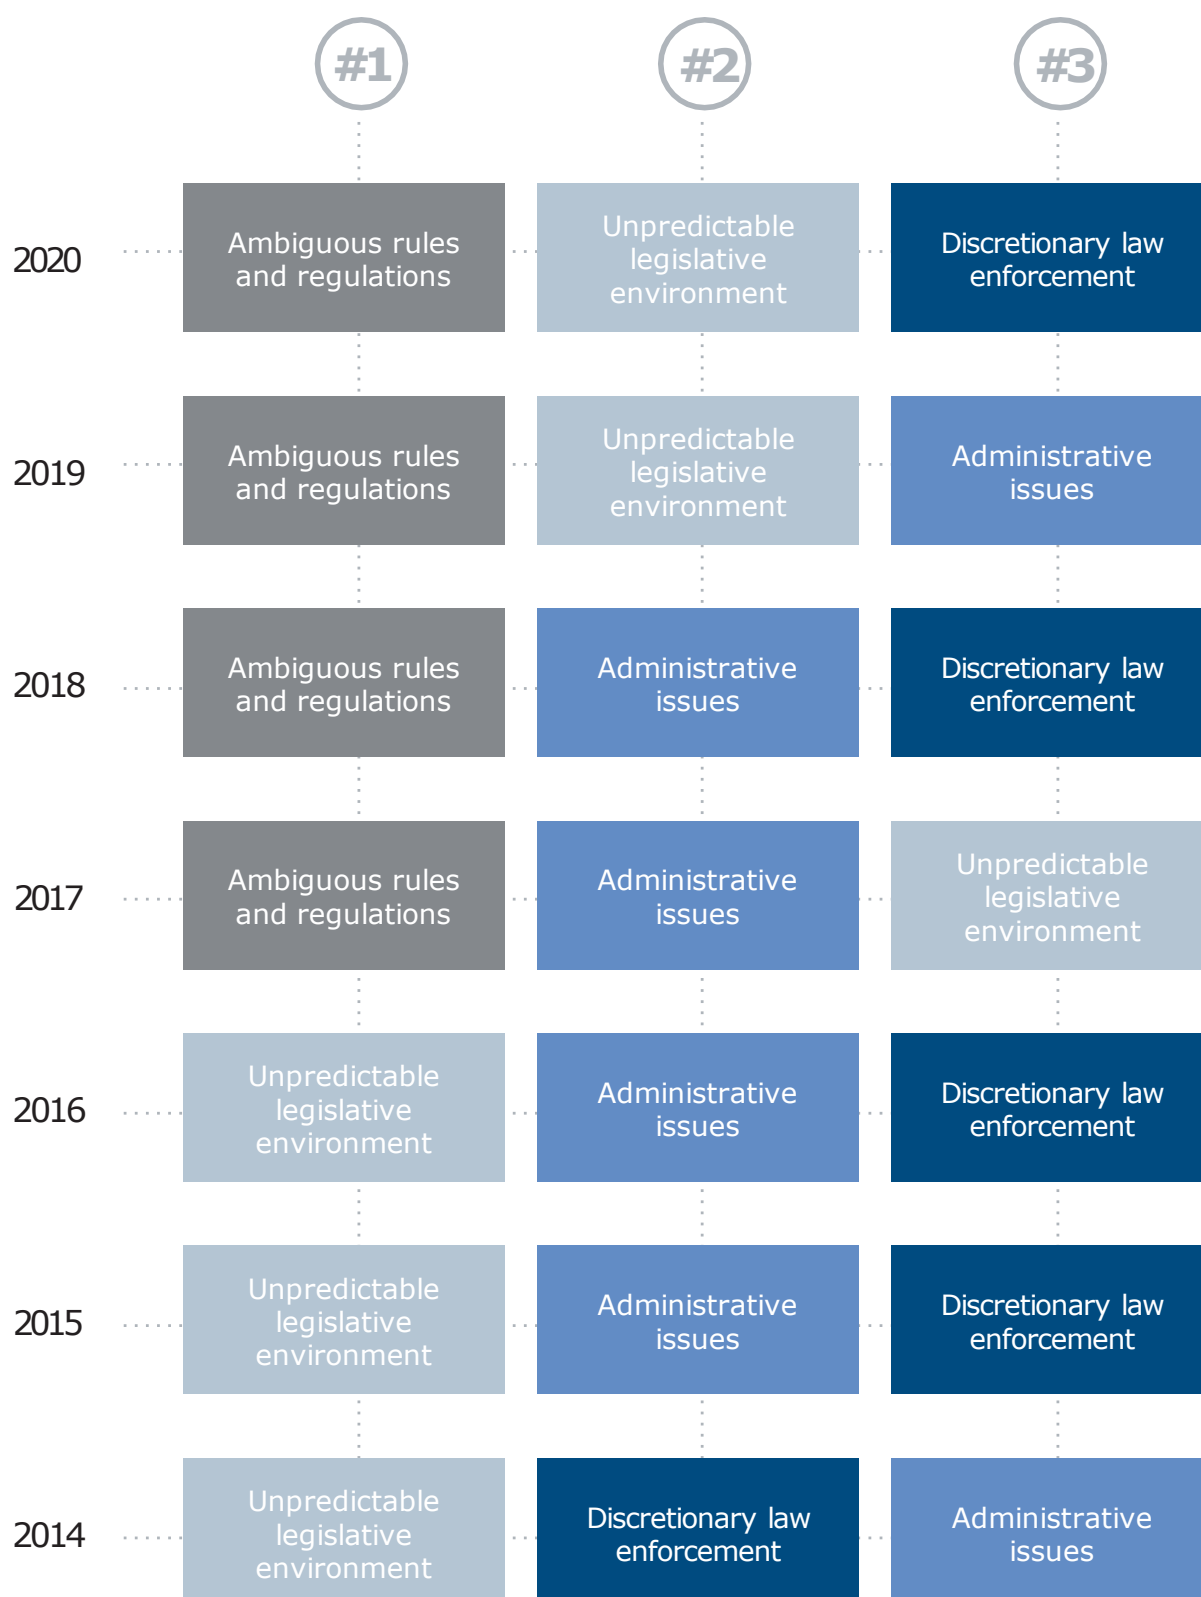 #1
#2
#3
2020
Ambiguous rules
and regulations
Unpredictable
legislative
environment
Discretionary law
enforcement
2019
Ambiguous rules
and regulations
Unpredictable
legislative
environment
Administrative
issues
2018
Ambiguous rules
and regulations
Administrative
issues
Discretionary law
enforcement
2017
Ambiguous rules
and regulations
Administrative
issues
Unpredictable
legislative
environment
2016
Unpredictable
legislative
environment
Administrative
issues
Discretionary law
enforcement
2015
Unpredictable
legislative
environment
Administrative
issues
Discretionary law
enforcement
2014
Unpredictable
legislative
environment
Discretionary law
enforcement
Administrative
issues